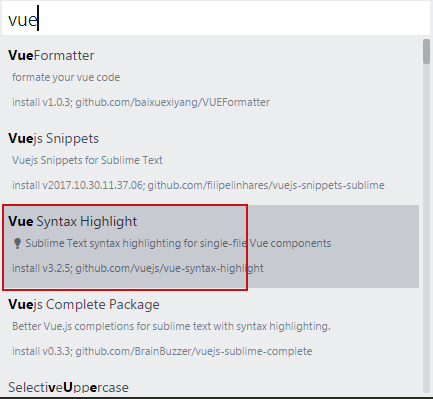 vue
VueFormatter
formate your vue code
install v1.0.3; github.com/baixuexiyang/VUEFormatter
Vuejs Snippets
Vuejs Snippets for Sublime Text
install v2017.10.30.11.37.06; github.com/filipelinhares/vuejs-snippets-sublime
Vue Syntax Highlight
Sublime Text syntax highlighting for single-file Vue components
install v3.2.5; github.com/vuejs/vue-syntax-highlight
Vuejs Complete Package
Better Vue.js completions for sublime text with syntax highlighting.
install v0.3.3; github.com/BrainBuzzer/vuejs-sublime-complete
SelectiveUppercase